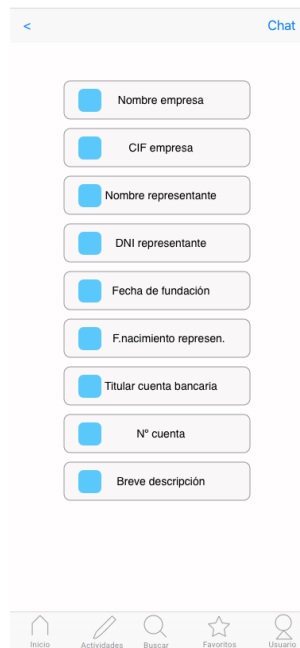 < Chat
Nombre empresa
CIF empresa
Nombre representante
DNI representante
Fecha de fundación
F.nacimiento represen.
Titular cuenta bancaria
Nº cuenta
Breve descripción
Inicio Actividades Buscar Favoritos Usuario